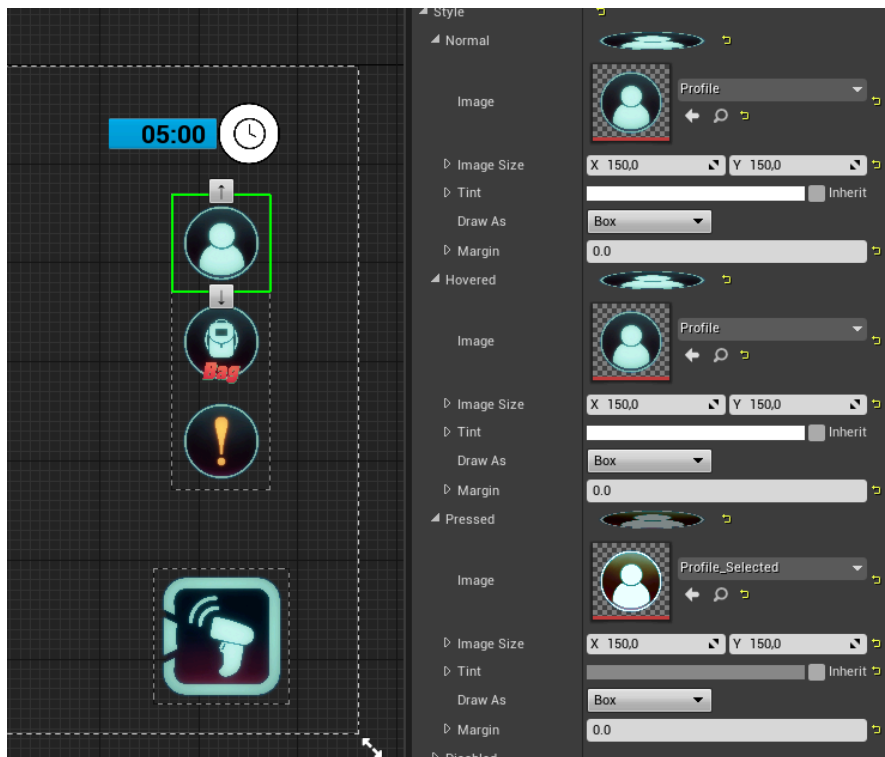 Style
Normal
Image
Profile
Image Size
X 150,0
Y 150,0
Tint
Inherit
Draw As
Box
Margin
0.0
Hovered
Image
Profile
Image Size
X 150,0
Y 150,0
Tint
Inherit
Draw As
Box
Margin
0.0
Pressed
Image
Profile_Selected
Image Size
X 150,0
Y 150,0
Tint
Inherit
Draw As
Box
Margin
0.0
Disabled
05:00
Bag